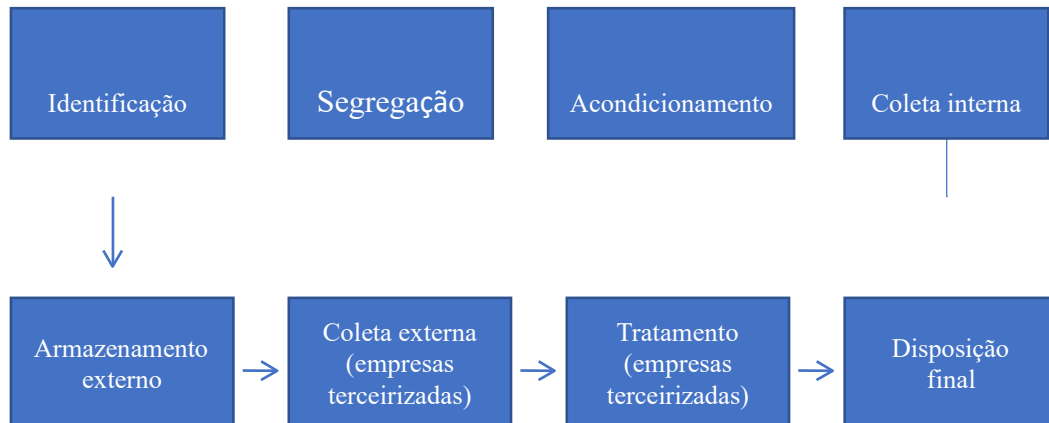 Identificação
Segregação
Acondicionamento
Coleta interna
Armazenamento
externo
Coleta externa
(empresas
terceirizadas)
Tratamento
(empresas
terceirizadas)
Disposição
final